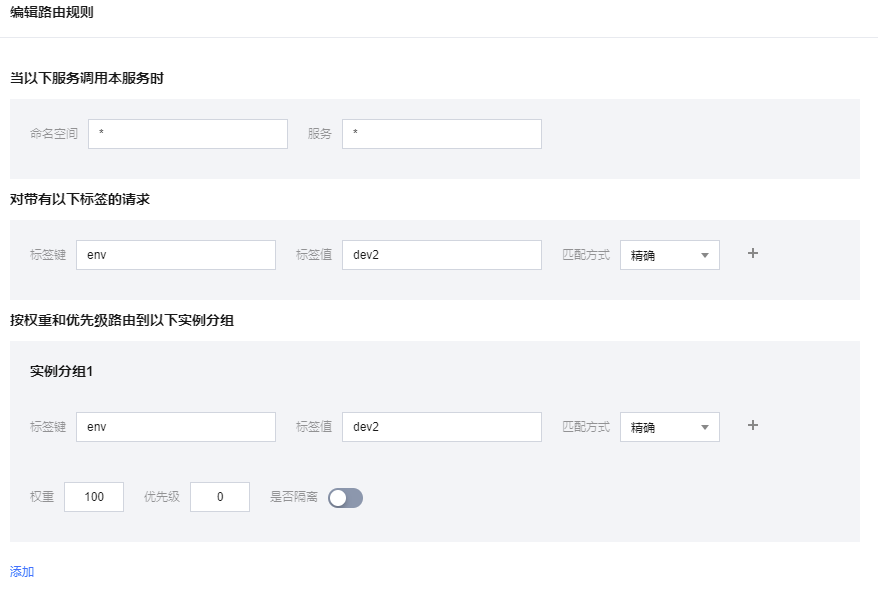 编辑路由规则
当以下服务调用本服务时
命名空间 * 服务 *
对带有以下标签的请求
标签键 env 标签值 dev2 匹配方式 精确 +
按权重和优先级路由到以下实例分组
实例分组1
标签键 env 标签值 dev2 匹配方式 精确 +
权重 100 优先级 0 是否隔离
添加